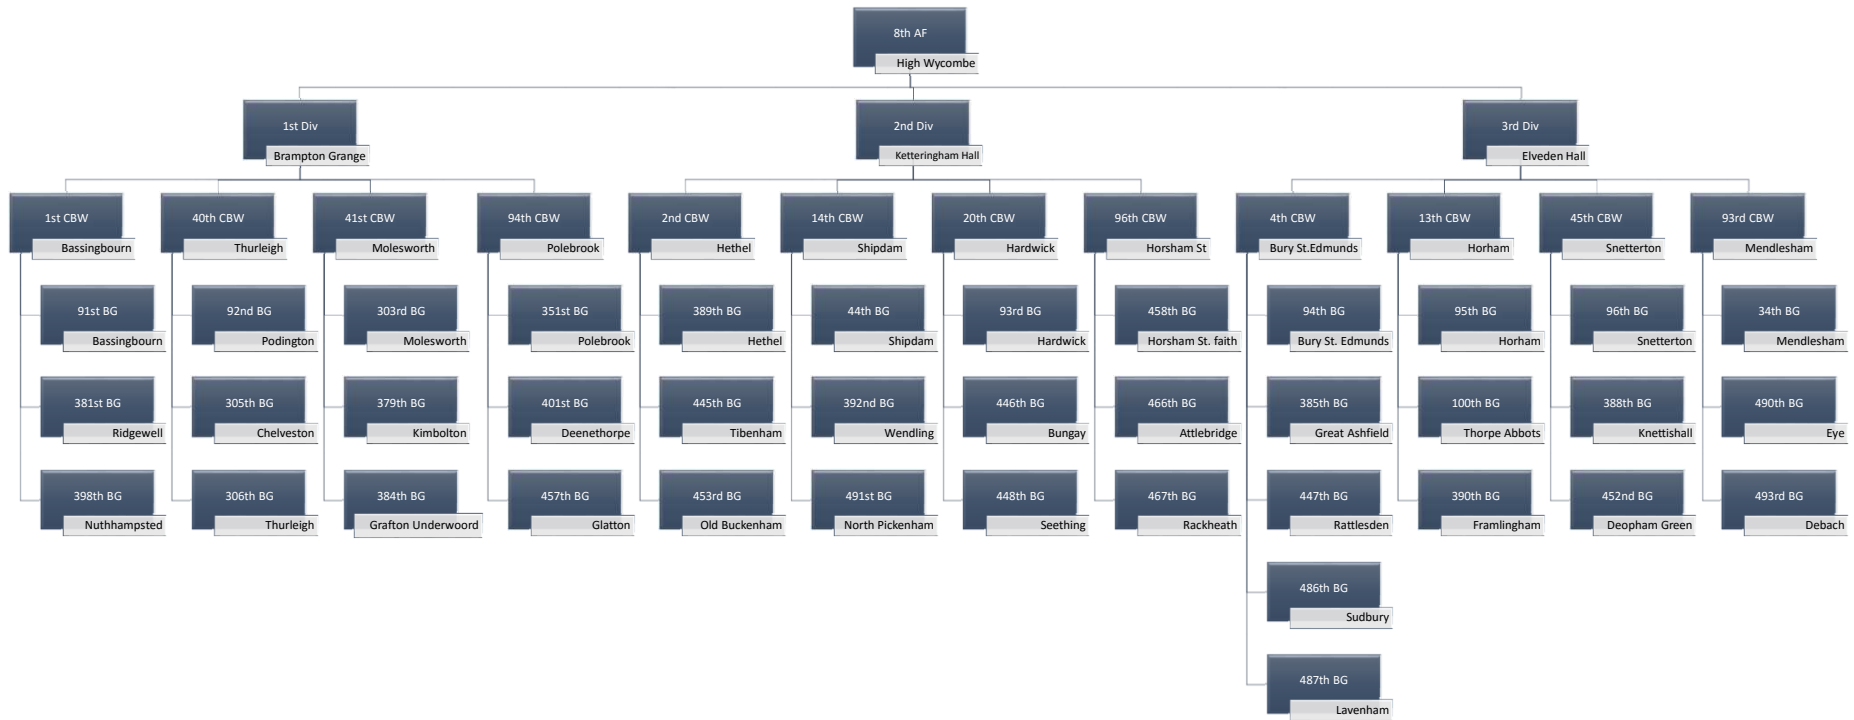 8th AF
High Wycombe
1st Div
Brampton Grange
2nd Div
Ketteringham Hall
3rd Div
Elveden Hall
1st CBW
Bassingbourn
40th CBW
Thurleigh
41st CBW
Molesworth
94th CBW
Polebrook
2nd CBW
Hethel
14th CBW
Shipdam
20th CBW
Hardwick
96th CBW
Horsham St
4th CBW
Bury St.Edmunds
13th CBW
Horham
45th CBW
Snetterton
93rd CBW
Mendlesham
91st BG
Bassingbourn
92nd BG
Podington
303rd BG
Molesworth
351st BG
Polebrook
389th BG
Hethel
44th BG
Shipdam
93rd BG
Hardwick
458th BG
Horsham St. faith
94th BG
Bury St. Edmunds
95th BG
Horham
96th BG
Snetterton
34th BG
Mendlesham
381st BG
Ridgewell
305th BG
Chelveston
379th BG
Kimbolton
401st BG
Deenethorpe
445th BG
Tibenham
392nd BG
Wendling
446th BG
Bungay
466th BG
Attlebridge
385th BG
Great Ashfield
100th BG
Thorpe Abbots
388th BG
Knettishall
490th BG
Eye
398th BG
Nuthhampsted
306th BG
Thurleigh
384th BG
Grafton Underwoord
457th BG
Glatton
453rd BG
Old Buckenham
491st BG
North Pickenham
448th BG
Seething
467th BG
Rackheath
447th BG
Rattlesden
390th BG
Framlingham
452nd BG
Deopham Green
493rd BG
Debach
486th BG
Sudbury
487th BG
Lavenham